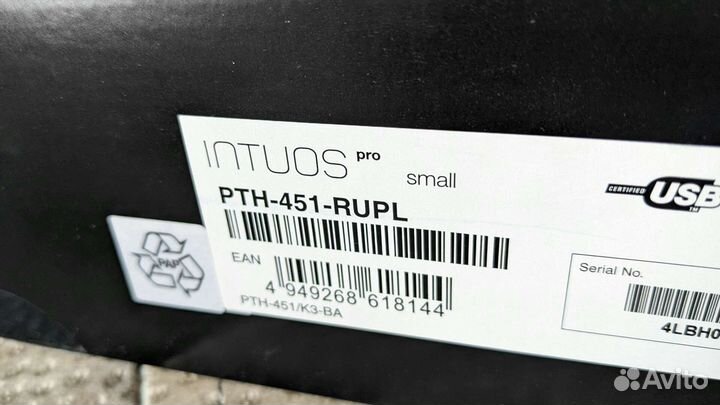 INTUOS pro small
PTH-451-RUPL
EAN
4 949268 618144
PTH-451/K3-BA
PAP
CERTIFIED USB™
Serial No.
4LBH0
Avito